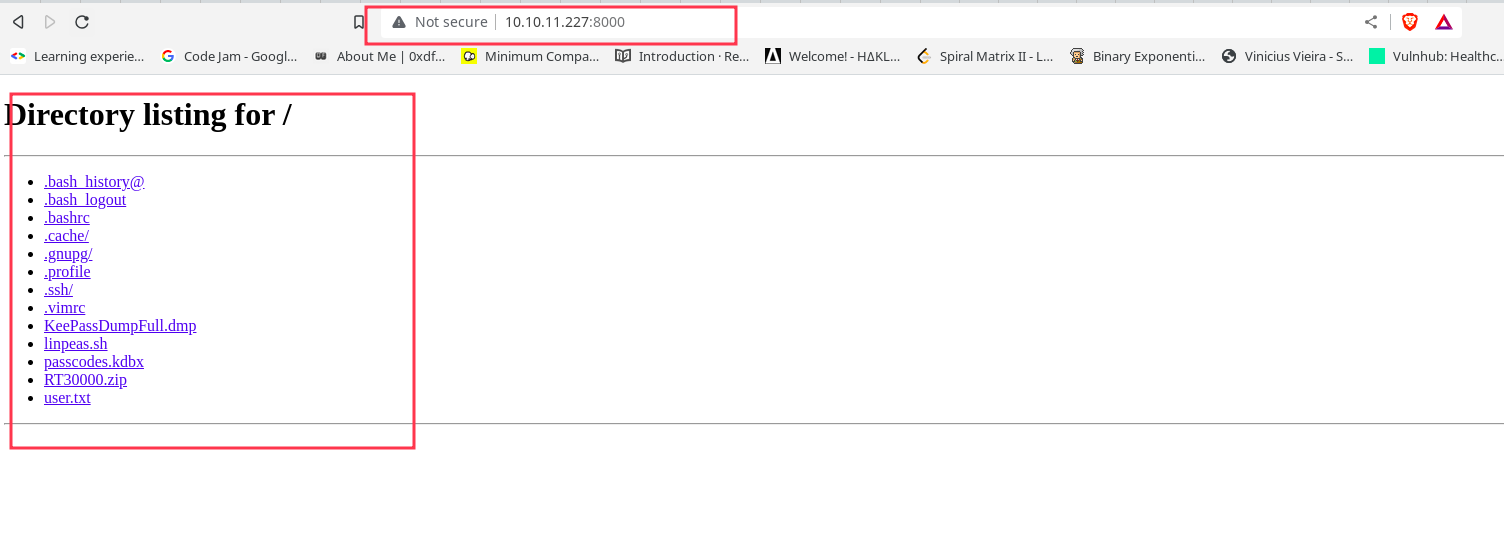 Not secure 10.10.11.227:8000
Learning experie... Code Jam - Googl... About Me | 0xdf... Minimum Compa... Introduction · Re... Welcome! - HΔKL... Spiral Matrix II - L... Binary Exponenti... Vinicius Vieira - S... Vulnhub: Healthc...
Directory listing for /
.bash_history@
.bash_logout
.bashrc
.cache/
.gnupg/
.profile
.ssh/
.vimrc
KeePassDumpFull.dmp
linpeas.sh
passcodes.kdbx
RT30000.zip
user.txt